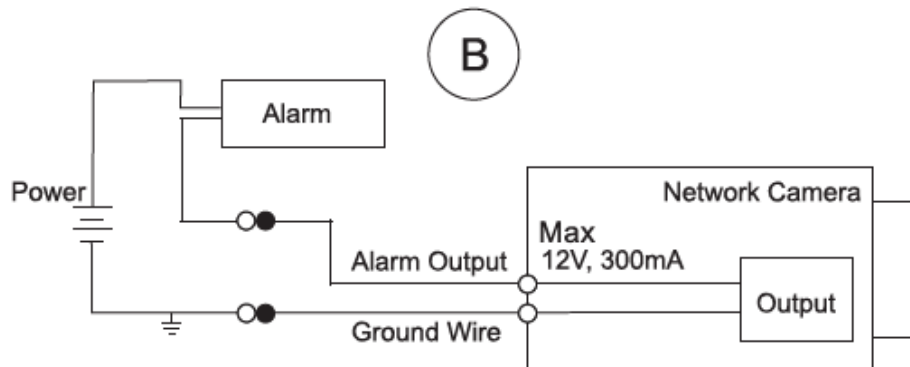 B
Alarm
Power
Network Camera
Max
12V, 300mA
Alarm Output
Output
Ground Wire